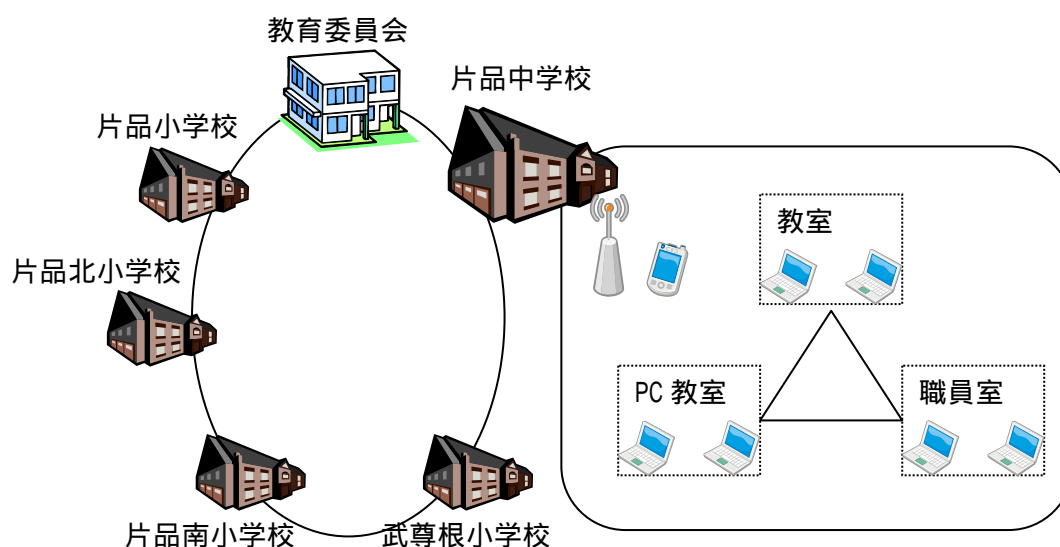 教育委員会
片品中学校
片品小学校
片品北小学校
片品南小学校
武尊根小学校
教室
PC 教室
職員室